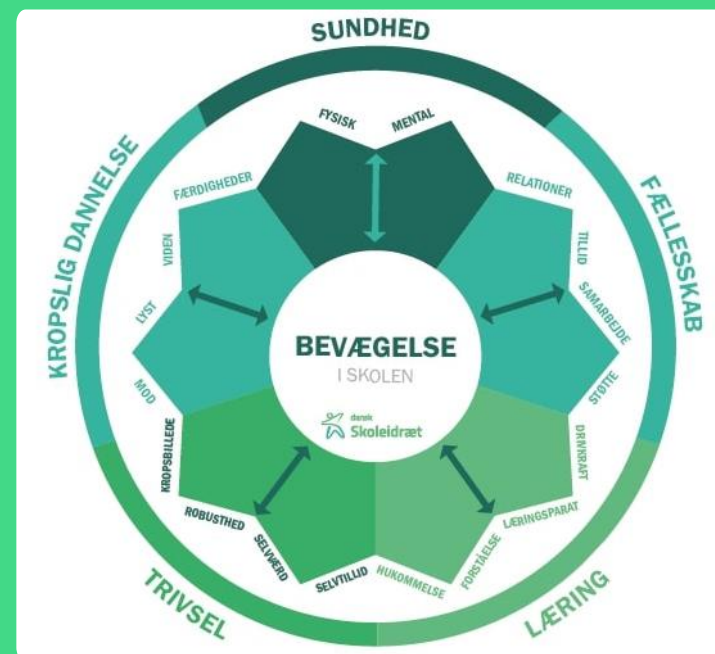 SUNDHED
FYSISK
MENTAL
FÆLLESSKAB
RELATIONER
TILLID
SAMARBEJDE
STØTTE
LÆRING
DRIVKRAFT
LÆRINGSPARAT
FORSTÅELSE
HUKOMMELSE
TRIVSEL
SELVTILLID
SELVVÆRD
ROBUSTHED
KROPSBILLEDE
KROPSLIG DANNELSE
MOD
LYST
VIDEN
FÆRDIGHEDER
BEVÆGELSE
I SKOLEN
dansk
Skoleidræt